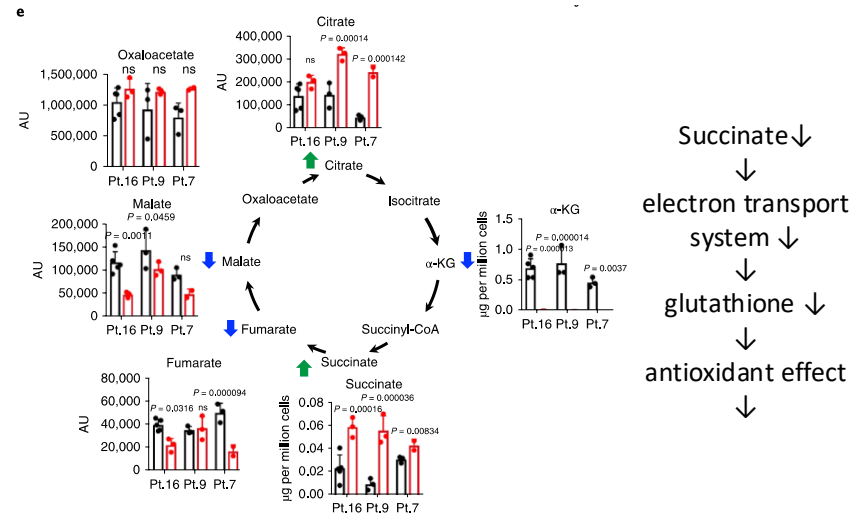 e
Oxaloacetate
ns ns ns
AU
1,500,000
1,000,000
500,000
0
Pt.16 Pt.9 Pt.7
Citrate
P = 0.00014
ns
P = 0.000142
AU
400,000
300,000
200,000
100,000
0
Pt.16 Pt.9 Pt.7
Citrate
Oxaloacetate
Isocitrate
Malate
α-KG
Fumarate
Succinyl-CoA
Succinate
Malate
P = 0.0459
P = 0.0011
ns
AU
200,000
150,000
100,000
50,000
0
Pt.16 Pt.9 Pt.7
α-KG
P = 0.000014
P = 0.000013
P = 0.0037
µg per million cells
1.5
1.0
0.5
0.0
Pt.16 Pt.9 Pt.7
Fumarate
P = 0.000094
P = 0.0316
ns
AU
80,000
60,000
40,000
20,000
0
Pt.16 Pt.9 Pt.7
Succinate
P = 0.000036
P = 0.00016
P = 0.00834
µg per million cells
0.08
0.06
0.04
0.02
0.00
Pt.16 Pt.9 Pt.7
Succinate ↓
↓
electron transport
system ↓
↓
glutathione ↓
↓
antioxidant effect
↓